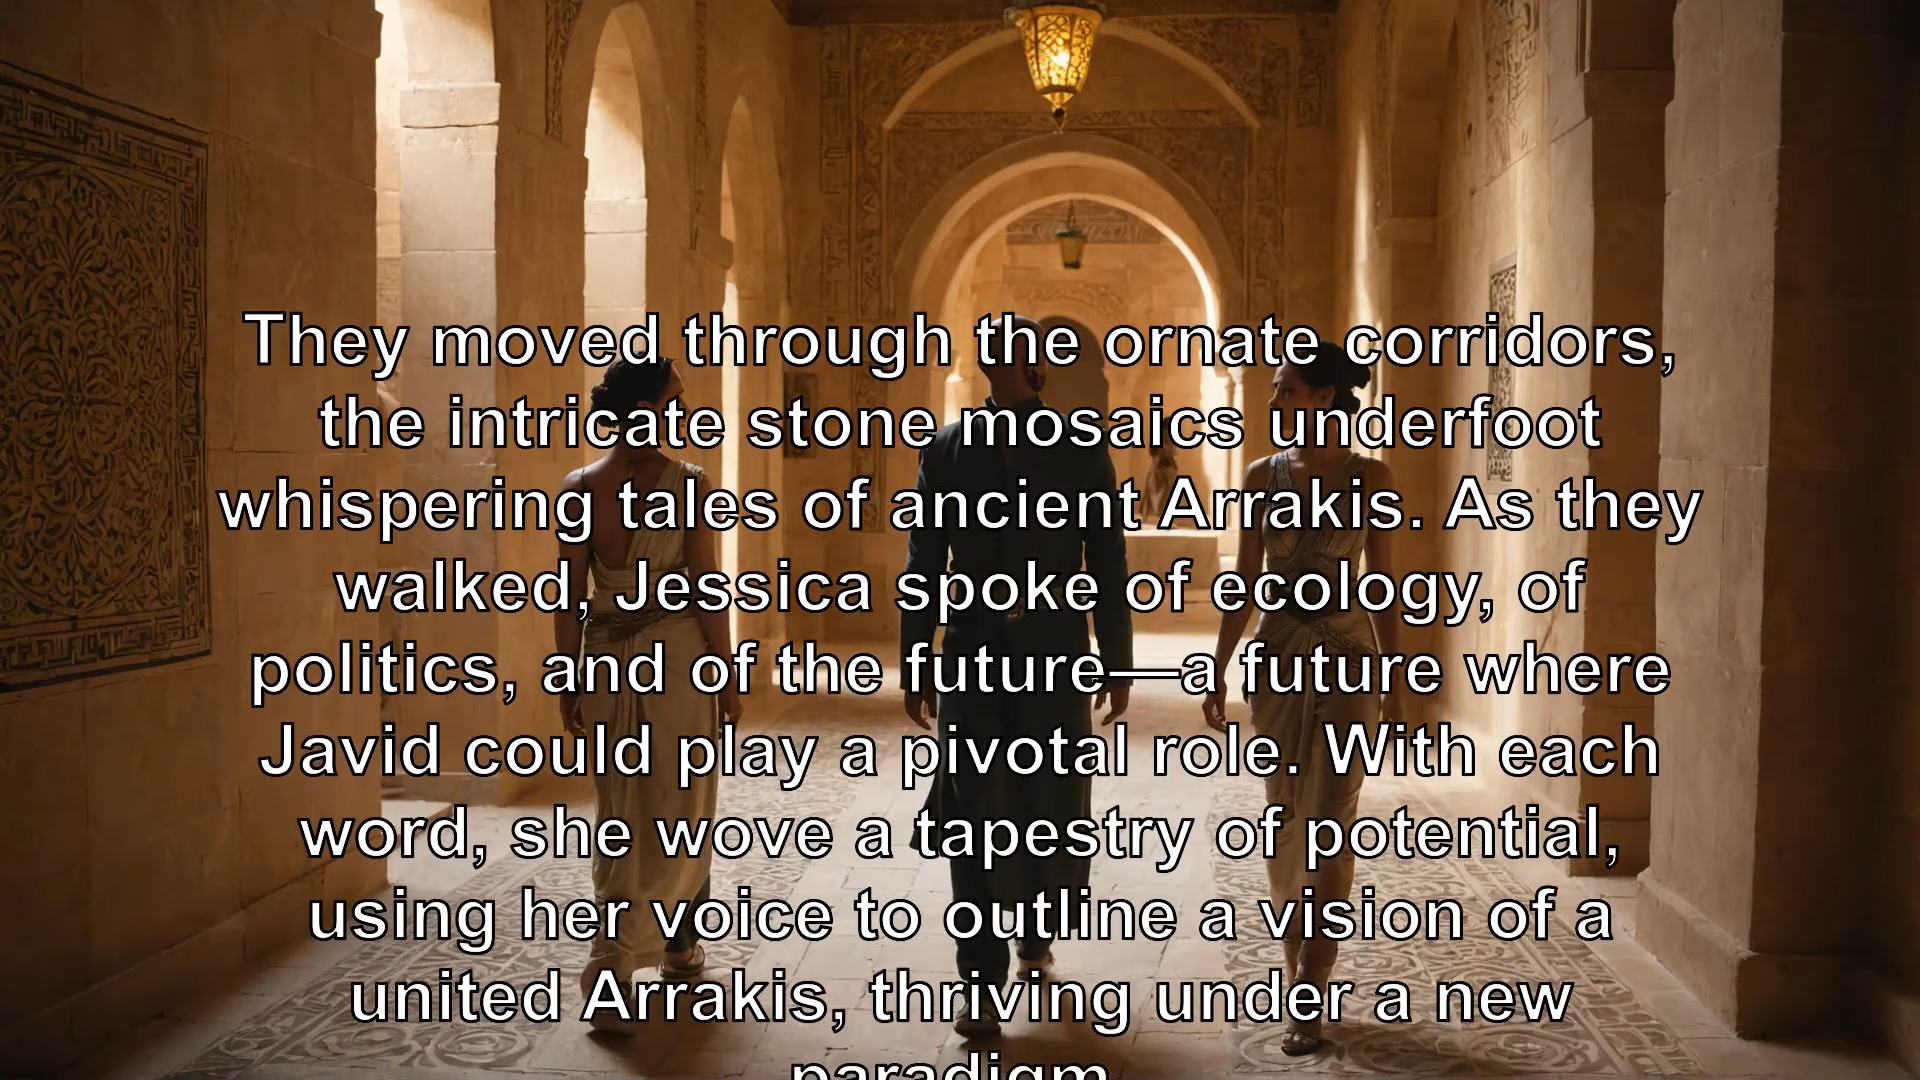 They moved through the ornate corridors,
the intricate stone mosaics underfoot
whispering tales of ancient Arrakis. As they
walked, Jessica spoke of ecology, of
politics, and of the future—a future where
Javid could play a pivotal role. With each
word, she wove a tapestry of potential,
using her voice to outline a vision of a
united Arrakis, thriving under a new
paradigm.